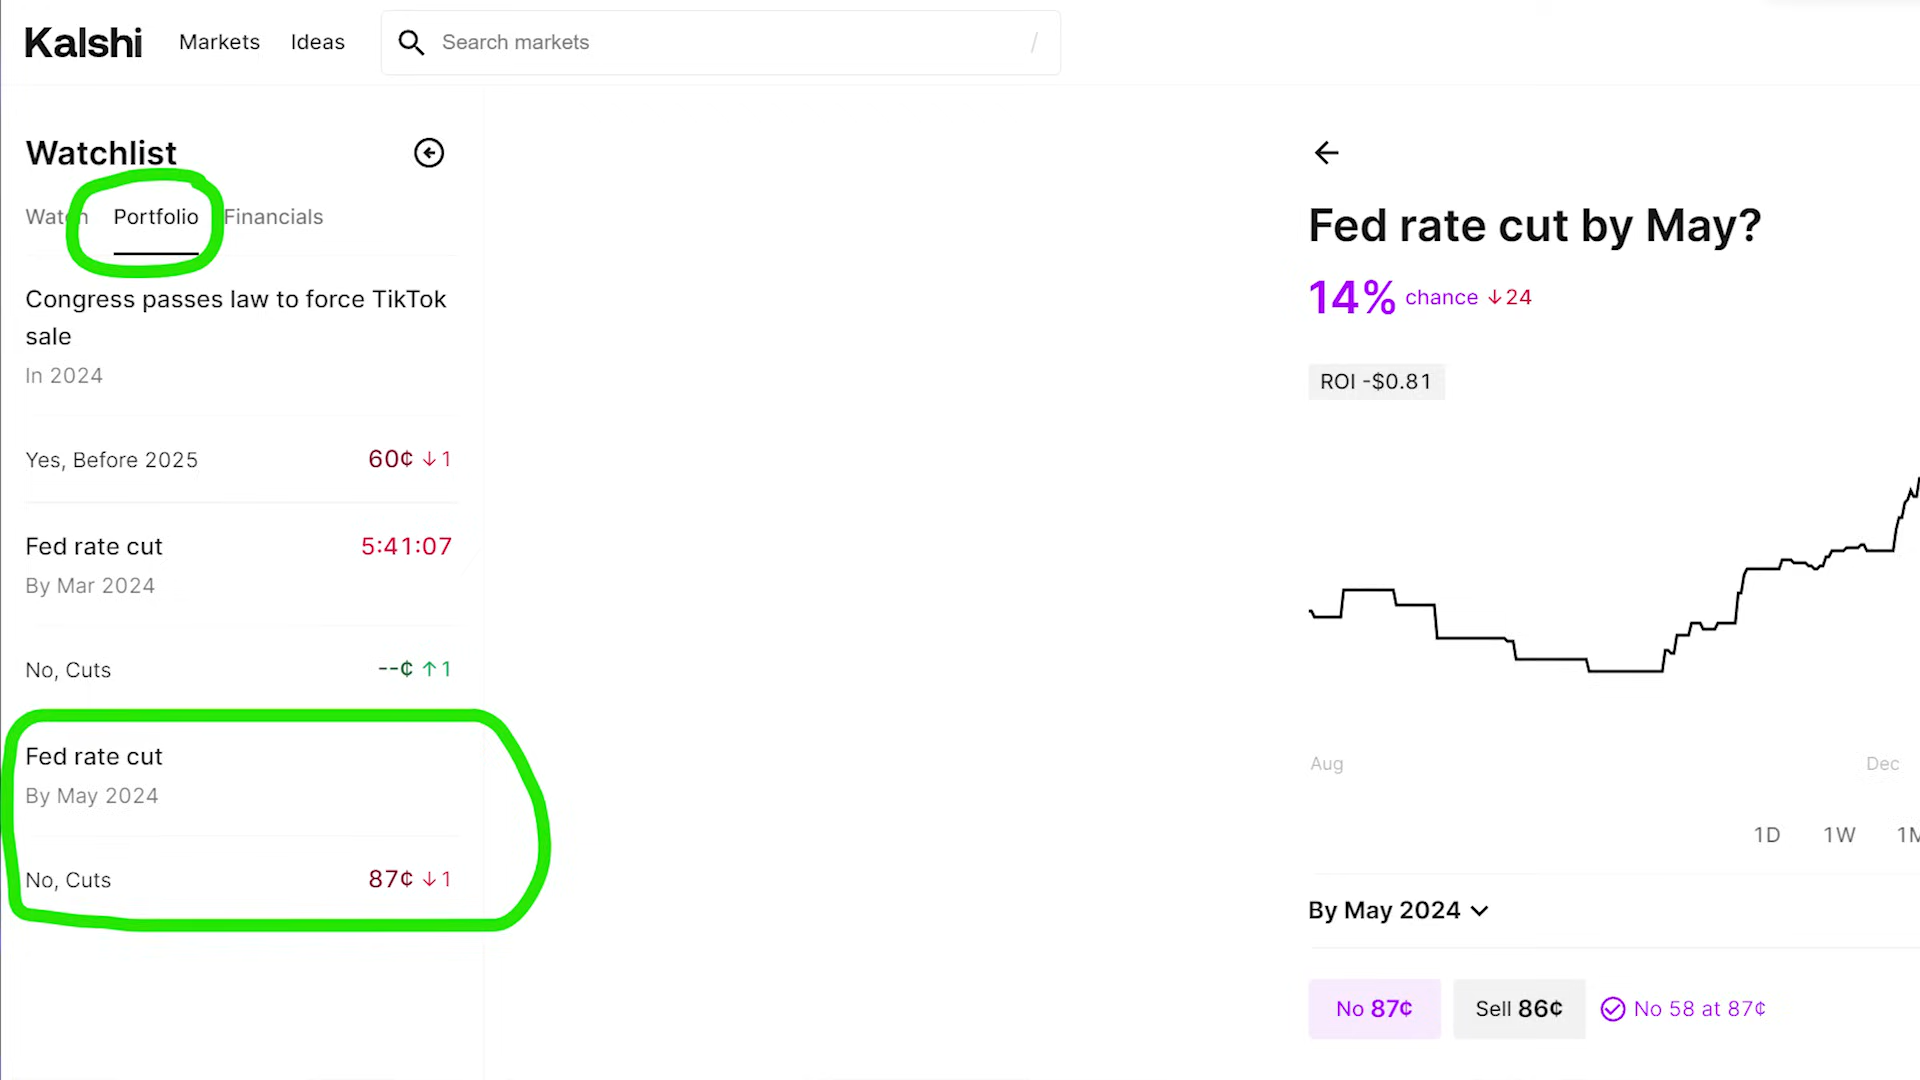 Kalshi Markets Ideas Search markets /
Watchlist
Watch Portfolio Financials
Congress passes law to force TikTok
sale
In 2024
Yes, Before 2025 60¢ ↓1
Fed rate cut 5:41:07
By Mar 2024
No, Cuts --¢ ↑1
Fed rate cut
By May 2024
No, Cuts 87¢ ↓1
Fed rate cut by May?
14% chance ↓24
ROI -$0.81
Aug Dec
1D 1W 1M
By May 2024
No 87¢ Sell 86¢ No 58 at 87¢